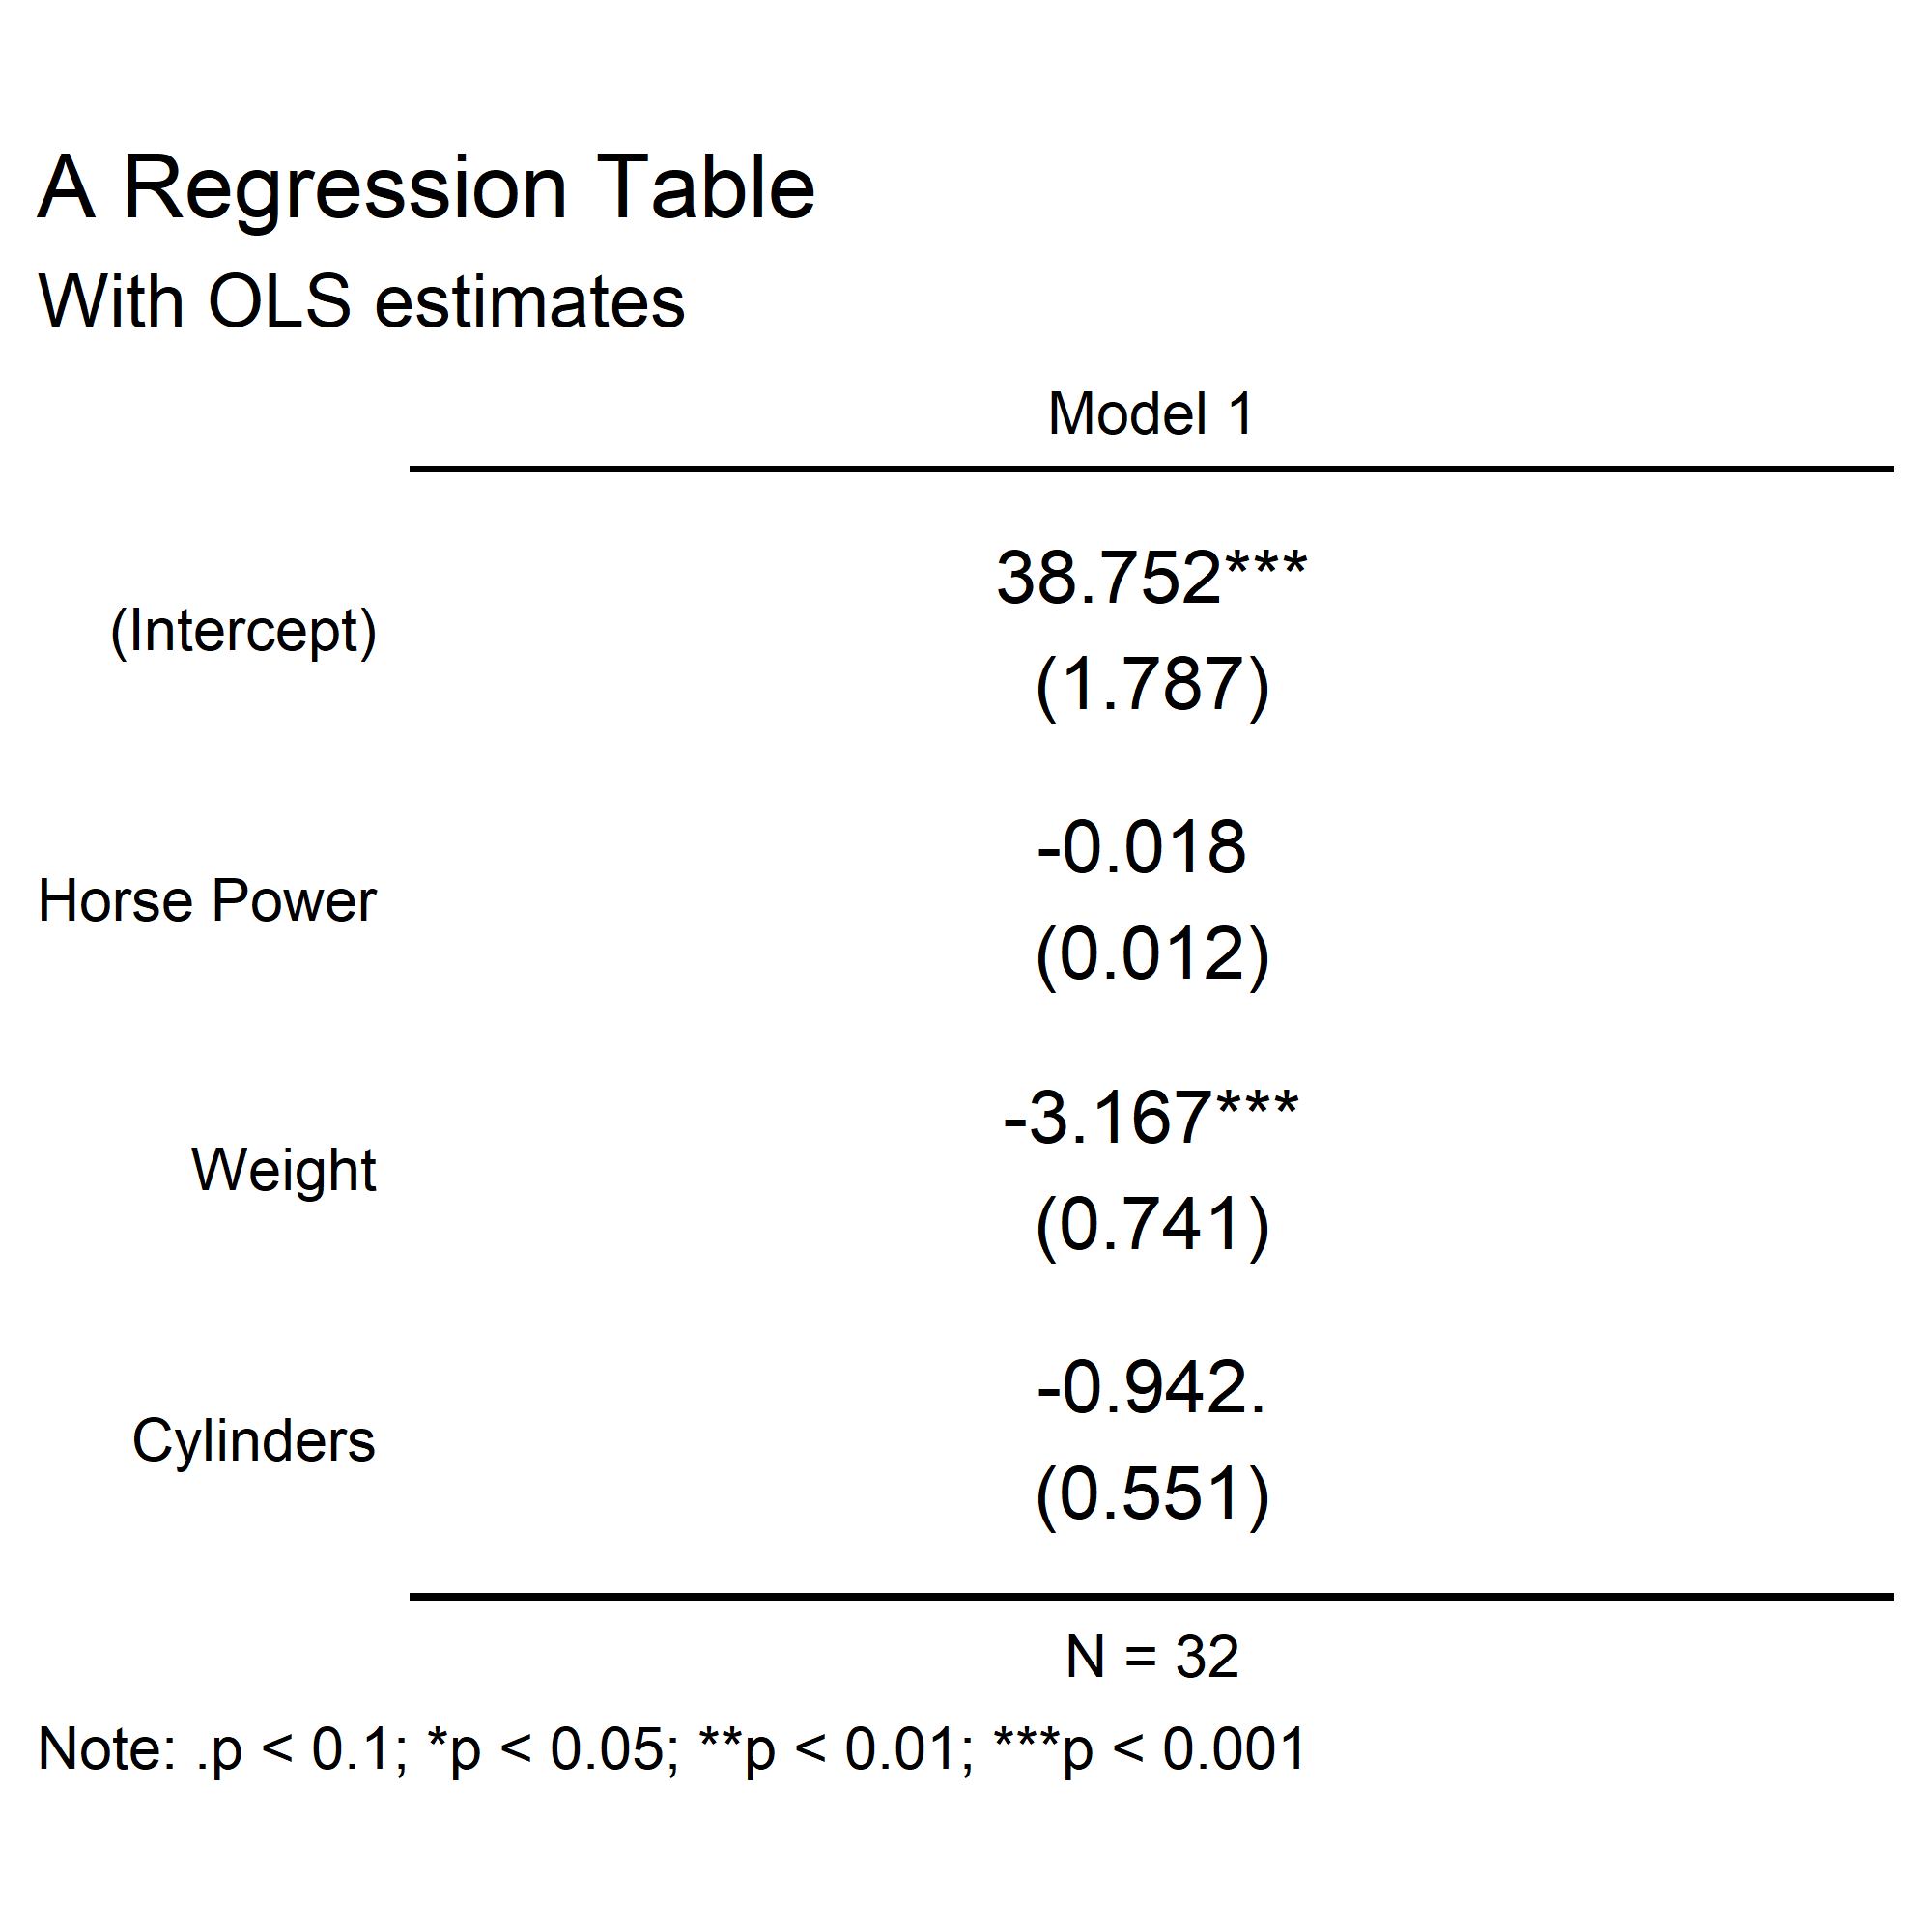 A Regression Table
With OLS estimates
Model 1
(Intercept)
38.752***
(1.787)
Horse Power
-0.018
(0.012)
Weight
-3.167***
(0.741)
Cylinders
-0.942.
(0.551)
N = 32
Note: .p < 0.1; *p < 0.05; **p < 0.01; ***p < 0.001